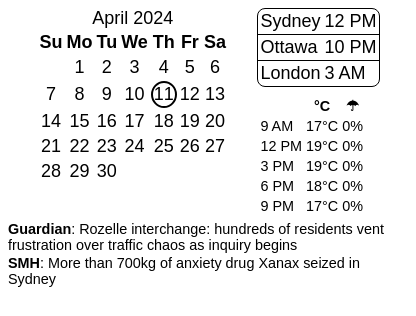 April 2024
Su Mo Tu We Th Fr Sa
1 2 3 4 5 6
7 8 9 10 11 12 13
14 15 16 17 18 19 20
21 22 23 24 25 26 27
28 29 30
Sydney 12 PM
Ottawa 10 PM
London 3 AM
°C ☂
9 AM 17°C 0%
12 PM 19°C 0%
3 PM 19°C 0%
6 PM 18°C 0%
9 PM 17°C 0%
Guardian: Rozelle interchange: hundreds of residents vent
frustration over traffic chaos as inquiry begins
SMH: More than 700kg of anxiety drug Xanax seized in
Sydney